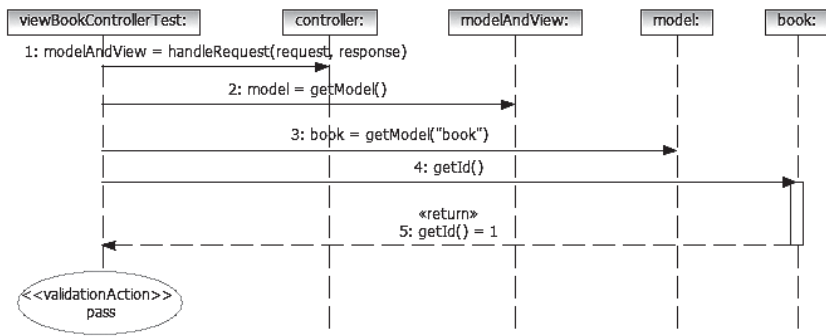 viewBookControllerTest:
controller:
modelAndView:
model:
book:
1: modelAndView = handleRequest(request, response)
2: model = getModel()
3: book = getModel("book")
4: getId()
«return»
5: getId() = 1
<<validationAction>>
pass